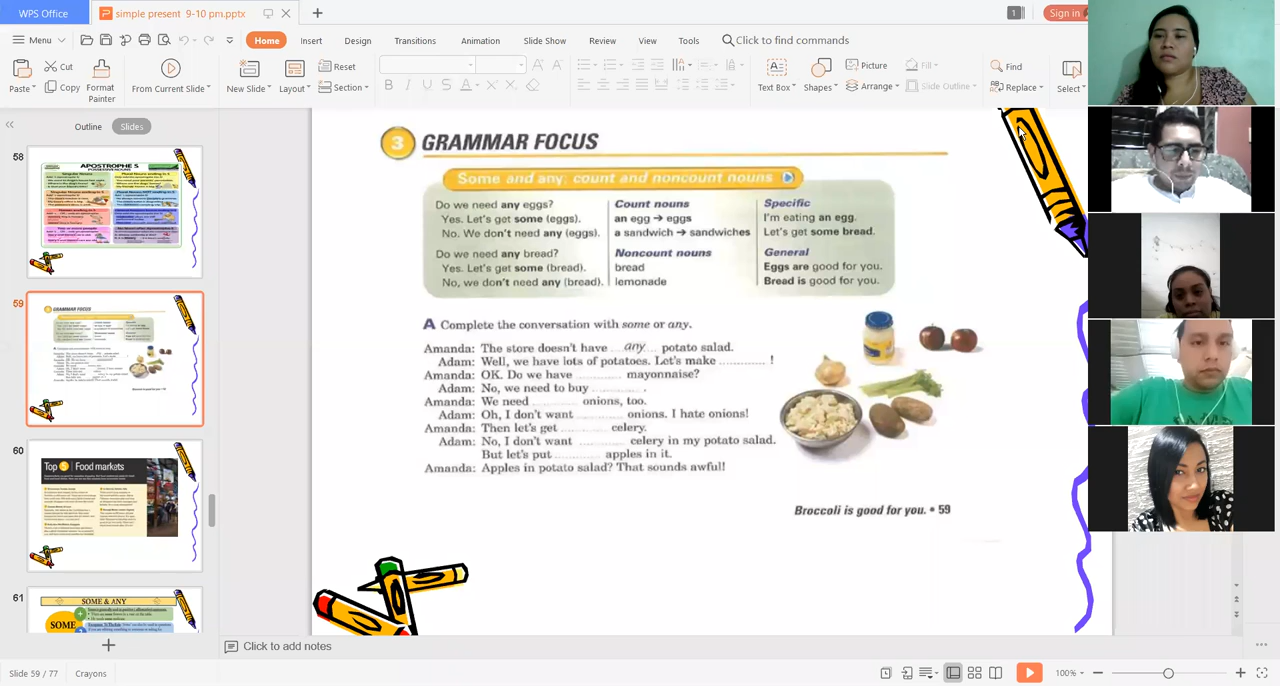 WPS Office
simple present 9-10 pm.pptx
1
Sign in
Menu
Home
Insert
Design
Transitions
Animation
Slide Show
Review
View
Tools
Click to find commands
Paste
Cut
Copy
Format Painter
From Current Slide
New Slide
Layout
Reset
Section
B I U S A
Text Box
Shapes
Picture
Arrange
Fill
Slide Outline
Find
Replace
Select
Outline
Slides
58
APOSTROPHE S
59
GRAMMAR FOCUS
60
Top 5 Food markets
61
SOME & ANY
SOME
3 GRAMMAR FOCUS
Some and any; count and noncount nouns
Do we need any eggs?
Yes. Let's get some (eggs).
No. We don't need any (eggs).
Do we need any bread?
Yes. Let's get some (bread).
No, we don't need any (bread).
Count nouns
an egg → eggs
a sandwich → sandwiches
Noncount nouns
bread
lemonade
Specific
I'm eating an egg.
Let's get some bread.
General
Eggs are good for you.
Bread is good for you.
A Complete the conversation with some or any.
Amanda: The store doesn't have any potato salad.
Adam: Well, we have lots of potatoes. Let's make ............ !
Amanda: OK. Do we have ............ mayonnaise?
Adam: No, we need to buy ............ .
Amanda: We need ............ onions, too.
Adam: Oh, I don't want ............ onions. I hate onions!
Amanda: Then let's get ............ celery.
Adam: No, I don't want ............ celery in my potato salad.
But let's put ............ apples in it.
Amanda: Apples in potato salad? That sounds awful!
Broccoli is good for you. • 59
Click to add notes
Slide 59 / 77
Crayons
100%